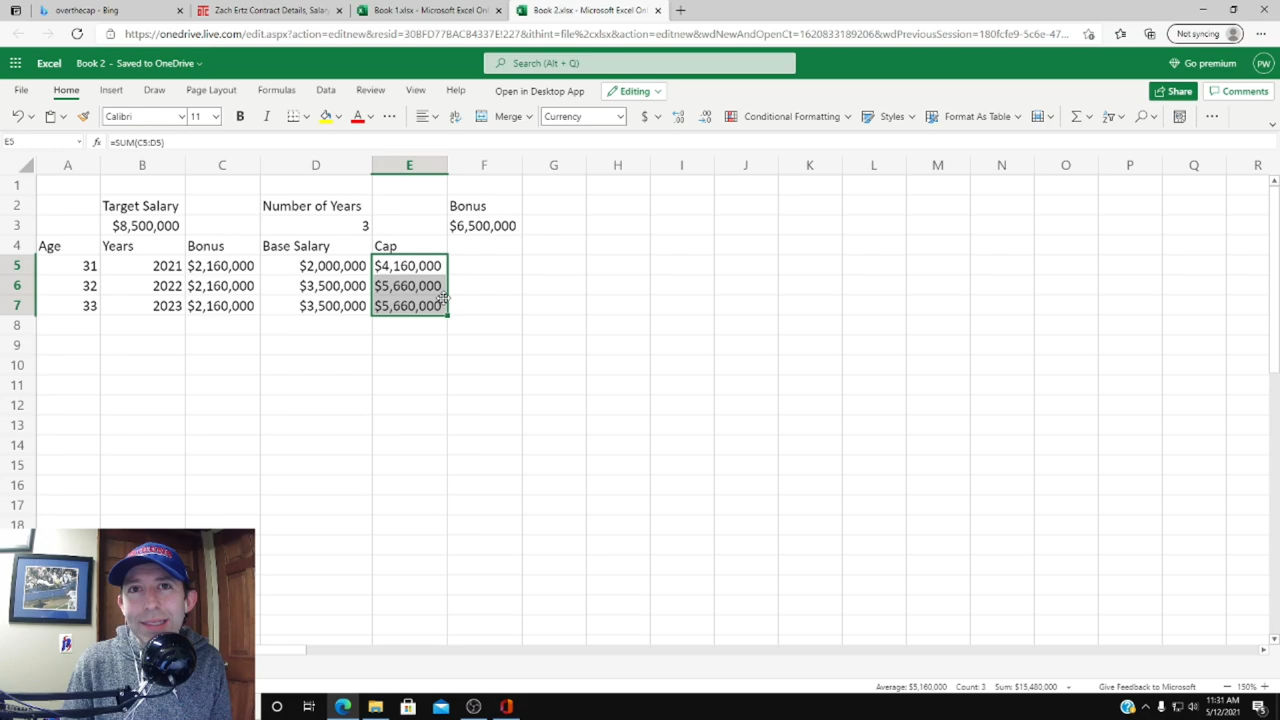 overthecap - Bing
Zach Ertz Contract Details, Salary
Book 1.xlsx - Microsoft Excel Onl
Book 2.xlsx - Microsoft Excel Onl
https://onedrive.live.com/edit.aspx?action=editnew&resid=30BFD77BACB4337E!227&ithint=file%2cxlsx&action=editnew&wdNewAndOpenCt=1620833189206&wdPreviousSession=180fcfe9-5c6e-47...
Not syncing
Excel Book 2 - Saved to OneDrive
Search (Alt + Q)
Go premium
PW
File Home Insert Draw Page Layout Formulas Data Review View Help Open in Desktop App Editing Share Comments
Calibri 11 B I A Merge Currency $ Conditional Formatting Styles Format As Table
E5 fx =SUM(C5:D5)
A B C D E F G H I J K L M N O P Q R
1
2 Target Salary Number of Years Bonus
3 $8,500,000 3 $6,500,000
4 Age Years Bonus Base Salary Cap
5 31 2021 $2,160,000 $2,000,000 $4,160,000
6 32 2022 $2,160,000 $3,500,000 $5,660,000
7 33 2023 $2,160,000 $3,500,000 $5,660,000
8
9
10
11
12
13
14
15
16
17
18
Average: $5,160,000 Count: 3 Sum: $15,480,000 Give Feedback to Microsoft 150%
11:31 AM
5/12/2021